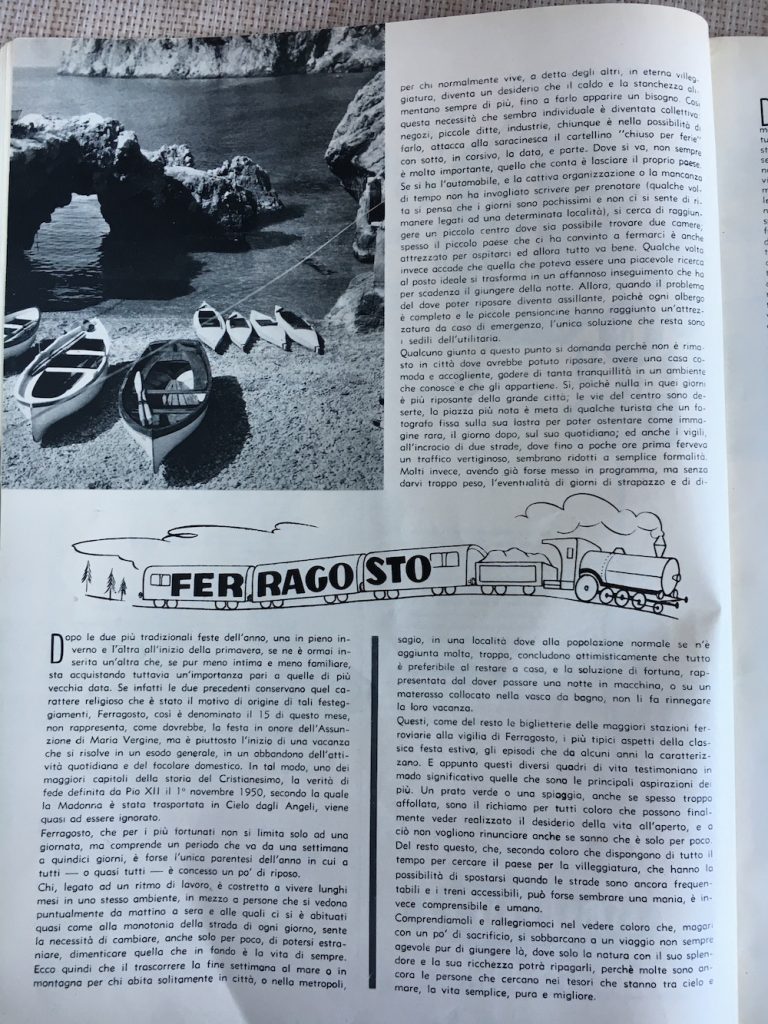 FERRAGOSTO
Dopo le due più tradizionali feste dell'anno, una in pieno in-
verno e l'altra all'inizio della primavera, se ne è ormai in-
serita un'altra che, se pur meno intima e meno familiare,
sta acquistando tuttavia un'importanza pari a quelle di più
vecchia data. Se infatti le due precedenti conservano quel ca-
rattere religioso che è stato il motivo di origine di tali festeg-
giamenti, Ferragosto, così è denominato il 15 di questo mese,
non rappresenta, come dovrebbe, la festa in onore dell'Assun-
zione di Maria Vergine, ma è piuttosto l'inizio di una vacanza
che si risolve in un esodo generale, in un abbandono dell'atti-
vità quotidiana e del focolare domestico. In tal modo, uno dei
maggiori capitoli della storia del Cristianesimo, la verità di
fede definita da Pio XII il 1° novembre 1950, secondo la quale
la Madonna è stata trasportata in Cielo dagli Angeli, viene
quasi ad essere ignorato.
Ferragosto, che per i più fortunati non si limita solo ad una
giornata, ma comprende un periodo che va da una settimana
a quindici giorni, è forse l'unica parentesi dell'anno in cui a
tutti — o quasi tutti — è concesso un po' di riposo.
Chi, legato ad un ritmo di lavoro, è costretto a vivere lunghi
mesi in uno stesso ambiente, in mezzo a persone che si vedono
puntualmente da mattino a sera e alle quali ci si è abituati
quasi come alla monotonia della strada di ogni giorno, sente
la necessità di cambiare, anche solo per poco, di potersi estra-
niare, dimenticare quella che in fondo è la vita di sempre.
Ecco quindi che il trascorrere la fine settimana al mare o in
montagna per chi abita solitamente in città, o nella metropoli,
per chi normalmente vive, a detta degli altri, in eterna villeg-
giatura, diventa un desiderio che il caldo e la stanchezza ali-
mentano sempre di più, fino a farlo apparire un bisogno. Così
questa necessità che sembra individuale è diventata collettiva:
negozi, piccole ditte, industrie, chiunque è nella possibilità di
farlo, attacca alla saracinesca il cartellino "chiuso per ferie"
con sotto, in corsivo, la data, e parte. Dove si va, non sempre
è molto importante, quello che conta è lasciare il proprio paese.
Se si ha l'automobile, e la cattiva organizzazione o la mancanza
di tempo non ha invogliato scrivere per prenotare (qualche vol-
ta si pensa che i giorni sono pochissimi e non ci si sente di ri-
manere legati ad una determinata località), si cerca di raggiun-
gere un piccolo centro dove sia possibile trovare due camere;
spesso il piccolo paese che ci ha convinto a fermarci è anche
attrezzato per ospitarci ed allora tutto va bene. Qualche volta
invece accade che quella che poteva essere una piacevole ricerca
al posto ideale si trasforma in un affannoso inseguimento che ha
per scadenza il giungere della notte. Allora, quando il problema
del dove poter riposare diventa assillante, poichè ogni albergo
è completo e le piccole pensioncine hanno raggiunto un'attrez-
zatura da caso di emergenza, l'unica soluzione che resta sono
i sedili dell'utilitaria.
Qualcuno giunto a questo punto si domanda perchè non è rima-
sto in città dove avrebbe potuto riposare, avere una casa co-
moda e accogliente, godere di tanta tranquillità in un ambiente
che conosce e che gli appartiene. Sì, poichè nulla in quei giorni
è più riposante della grande città; le vie del centro sono de-
serte, la piazza più nota è meta di qualche turista che un fo-
tografo fissa sulla sua lastra per poter ostentare come imma-
gine rara, il giorno dopo, sul suo quotidiano; ed anche i vigili,
all'incrocio di due strade, dove fino a poche ore prima ferveva
un traffico vertiginoso, sembrano ridotti a semplice formalità.
Molti invece, avendo già forse messo in programma, ma senza
darvi troppo peso, l'eventualità di giorni di strapazzo e di di-
sagio, in una località dove alla popolazione normale se n'è
aggiunta molta, troppa, concludono ottimisticamente che tutto
è preferibile al restare a casa, e la soluzione di fortuna, rap-
presentata dal dover passare una notte in macchina, o su un
materasso collocato nella vasca da bagno, non li fa rinnegare
la loro vacanza.
Questi, come del resto le biglietterie delle maggiori stazioni fer-
roviarie alla vigilia di Ferragosto, i più tipici aspetti della clas-
sica festa estiva, gli episodi che da alcuni anni la caratteriz-
zano. E appunto questi diversi quadri di vita testimoniano in
modo significativo quelle che sono le principali aspirazioni dei
più. Un prato verde o una spiaggia, anche se spesso troppo
affollata, sono il richiamo per tutti coloro che possono final-
mente veder realizzato il desiderio della vita all'aperto, e a
ciò non vogliono rinunciare anche se sanno che è solo per poco.
Del resto questo, che, secondo coloro che dispongono di tutto il
tempo per cercare il paese per la villeggiatura, che hanno la
possibilità di spostarsi quando le strade sono ancora frequen-
tabili e i treni accessibili, può forse sembrare una mania, è in-
vece comprensibile e umano.
Comprendiamoli e rallegriamoci nel vedere coloro che, magari
con un po' di sacrificio, si sobbarcano a un viaggio non sempre
agevole pur di giungere là, dove solo la natura con il suo splen-
dore e la sua ricchezza potrà ripagarli, perchè molte sono an-
cora le persone che cercano nei tesori che stanno tra cielo e
mare, la vita semplice, pura e migliore.